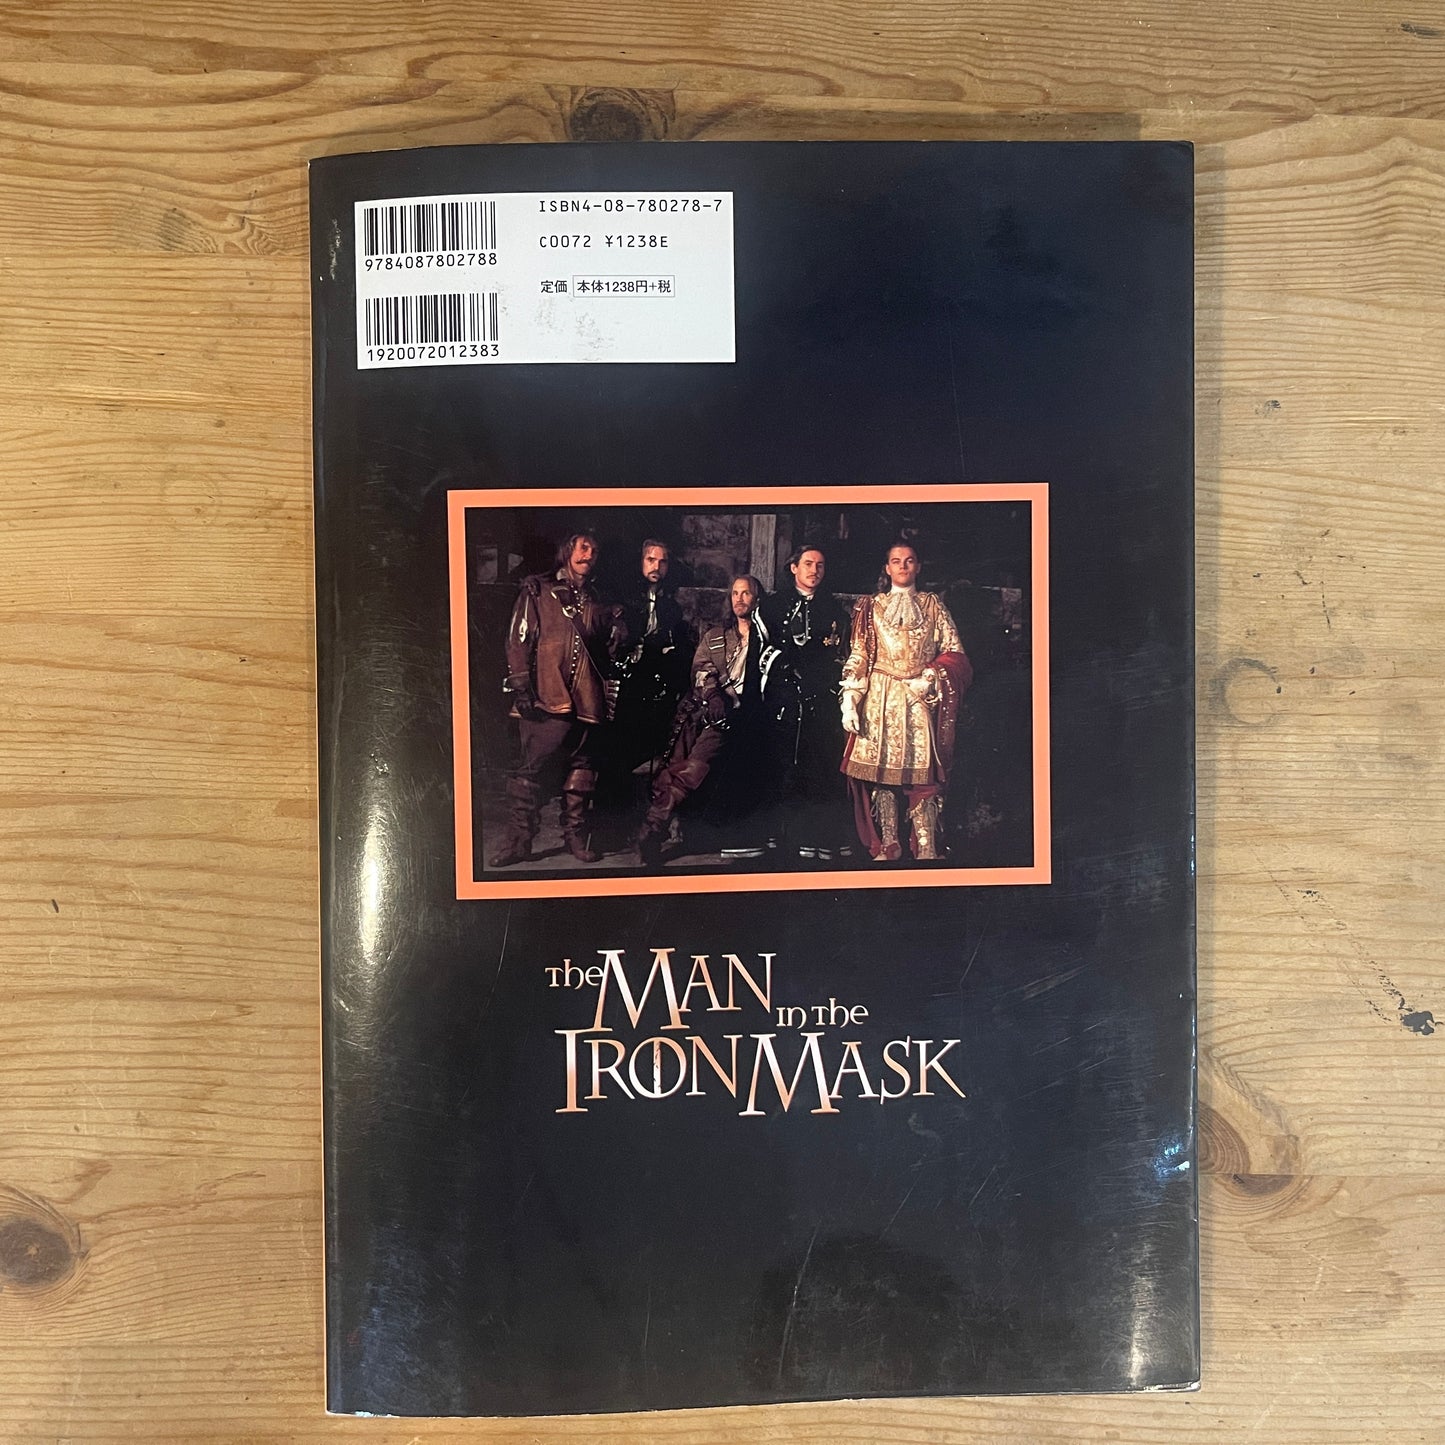 ISBN4-08-780278-7
C0072 ¥1238E
定価 本体1238円+税
9784087802788
1920072012383
The MAN
in The
IRON MASK